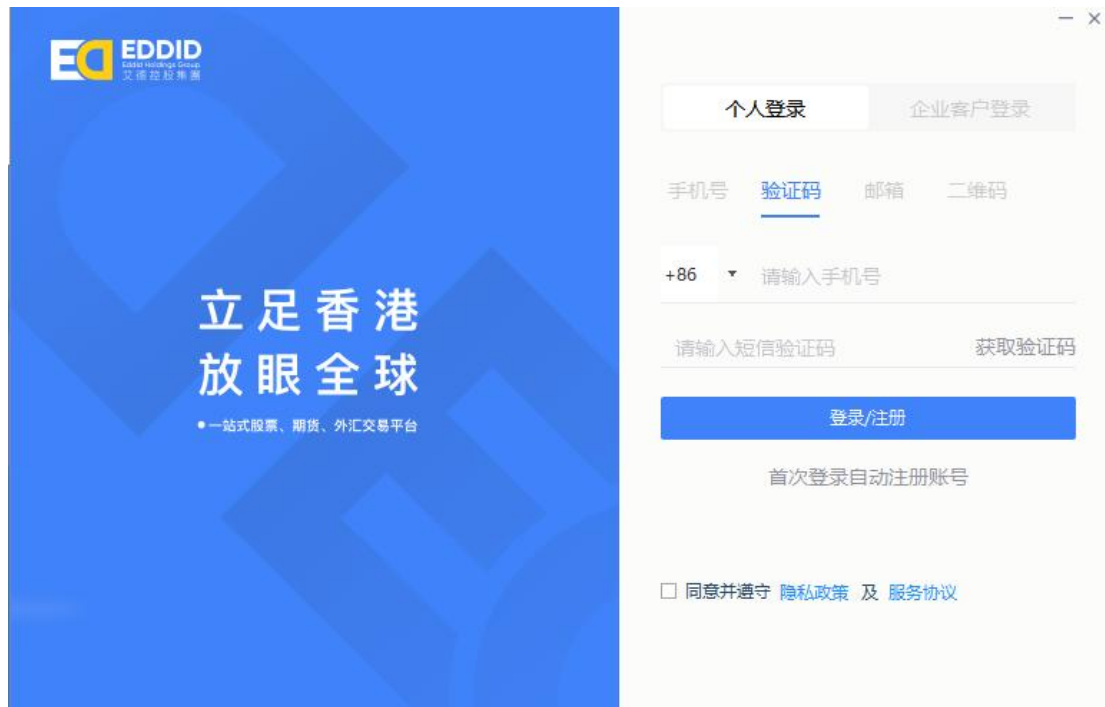 EDDID
Eddid Holdings Group
艾德控股集團
立足香港
放眼全球
●一站式股票、期货、外汇交易平台
个人登录 企业客户登录
手机号 验证码 邮箱 二维码
+86 请输入手机号
请输入短信验证码 获取验证码
登录/注册
首次登录自动注册账号
同意并遵守 隐私政策 及 服务协议